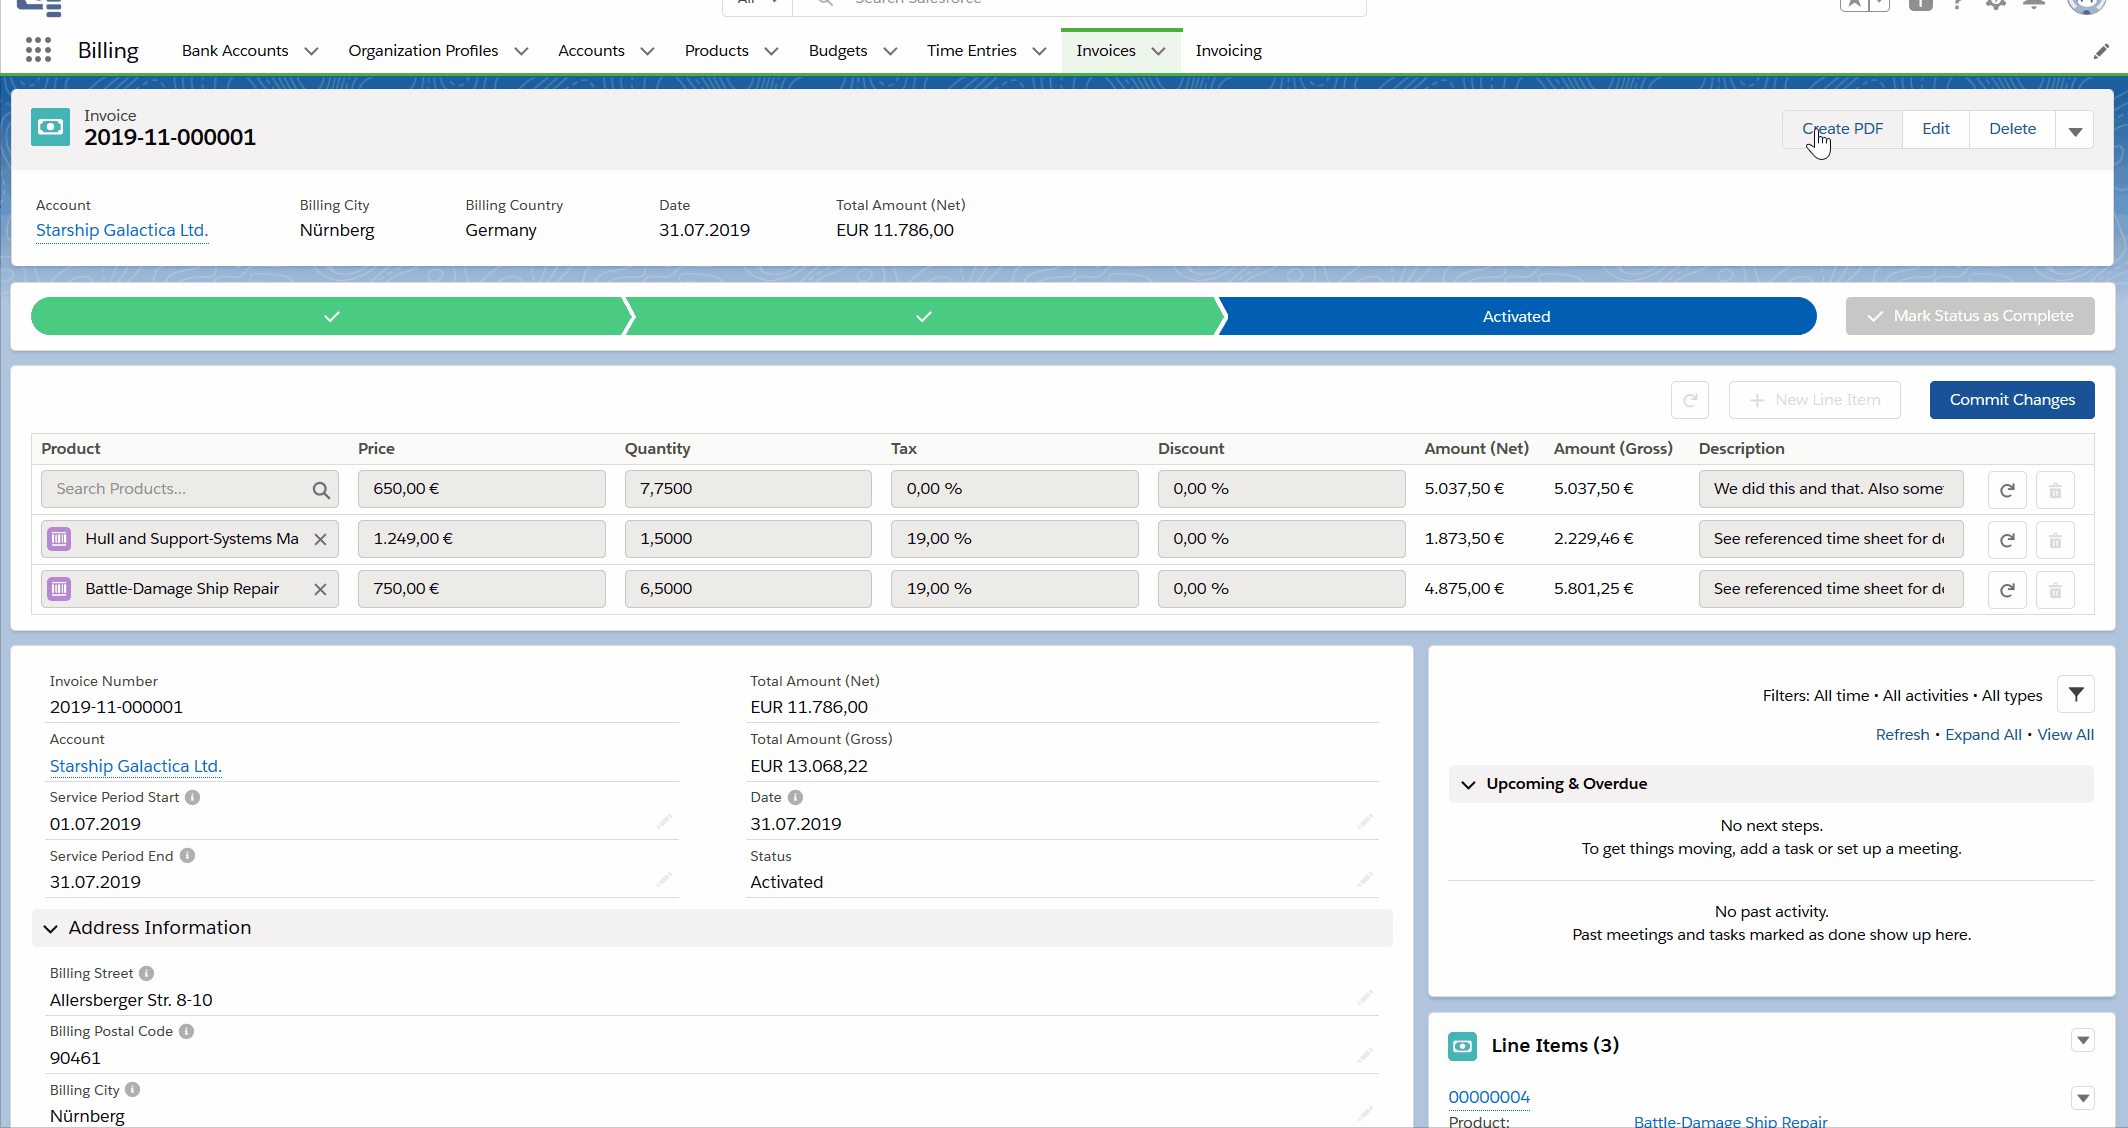 All
Search Salesforce
Billing
Bank Accounts
Organization Profiles
Accounts
Products
Budgets
Time Entries
Invoices
Invoicing
Invoice
2019-11-000001
Create PDF
Edit
Delete
Account
Billing City
Billing Country
Date
Total Amount (Net)
Starship Galactica Ltd.
Nürnberg
Germany
31.07.2019
EUR 11.786,00
Activated
Mark Status as Complete
New Line Item
Commit Changes
Product Price Quantity Tax Discount Amount (Net) Amount (Gross) Description
Search Products... 650,00 € 7,7500 0,00 % 0,00 % 5.037,50 € 5.037,50 € We did this and that. Also some
Hull and Support-Systems Ma 1.249,00 € 1,5000 19,00 % 0,00 % 1.873,50 € 2.229,46 € See referenced time sheet for de
Battle-Damage Ship Repair 750,00 € 6,5000 19,00 % 0,00 % 4.875,00 € 5.801,25 € See referenced time sheet for de
Invoice Number
2019-11-000001
Account
Starship Galactica Ltd.
Service Period Start
01.07.2019
Service Period End
31.07.2019
Total Amount (Net)
EUR 11.786,00
Total Amount (Gross)
EUR 13.068,22
Date
31.07.2019
Status
Activated
Address Information
Billing Street
Allersberger Str. 8-10
Billing Postal Code
90461
Billing City
Nürnberg
Filters: All time • All activities • All types
Refresh • Expand All • View All
Upcoming & Overdue
No next steps.
To get things moving, add a task or set up a meeting.
No past activity.
Past meetings and tasks marked as done show up here.
Line Items (3)
00000004
Product: Battle-Damage Ship Repair